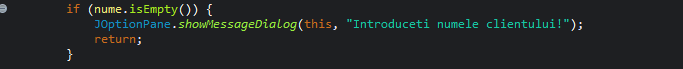 if (nume.isEmpty()) {
JOptionPane.showMessageDialog(this, "Introduceti numele clientului!");
return;
}